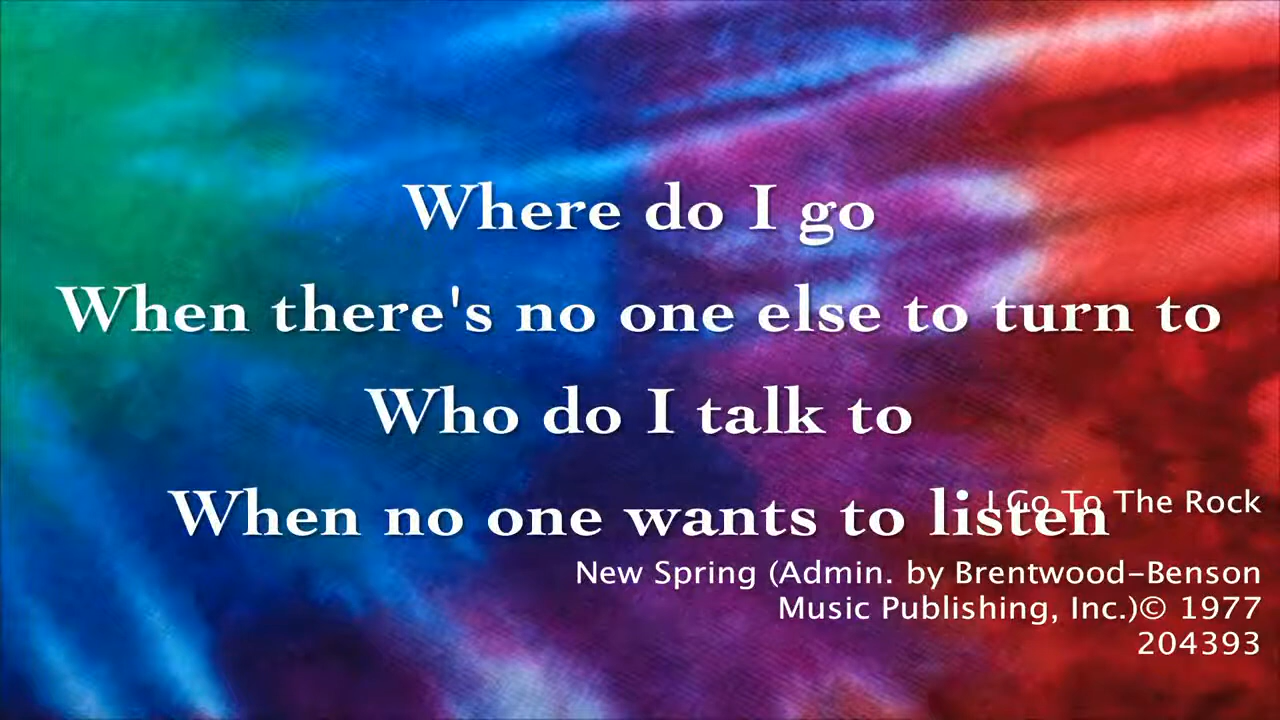 Where do I go
When there's no one else to turn to
Who do I talk to
When no one wants to listen
I Go To The Rock
New Spring (Admin. by Brentwood-Benson
Music Publishing, Inc.)© 1977
204393